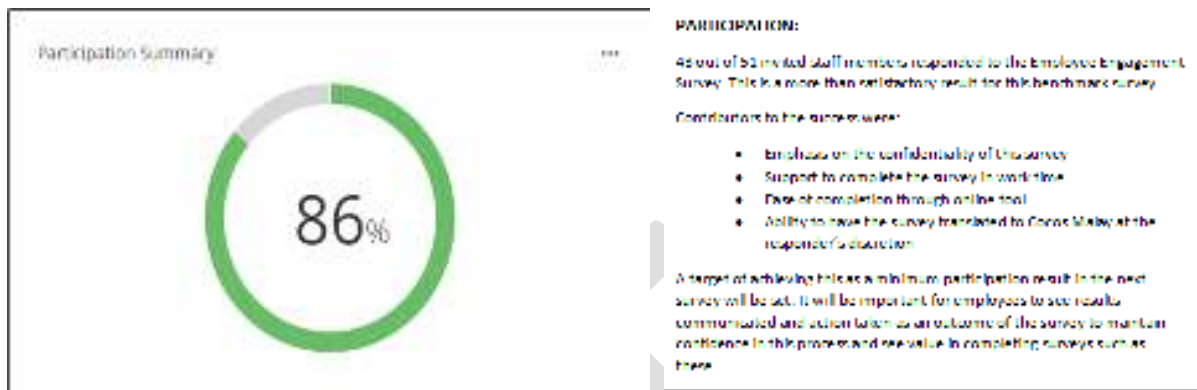 Participation Summary
...
86%
PARTICIPATION:
out of 51 invited staff members responded to the Employee Engagement
Survey. This is a more than satisfactory result for this benchmark survey
Contributors to the success were:
• Emphasis on the confidentiality of this survey
• Support to complete the survey in work time
• Ease of completion through online tool
• Ability to have the survey translated to Cocos Malay at the
responder's discretion
A target of achieving this as a minimum participation result in the next
survey will be set. It will be important for employees to see results
communicated and action taken as an outcome of the survey to maintain
confidence in this process and see value in completing surveys such as
these